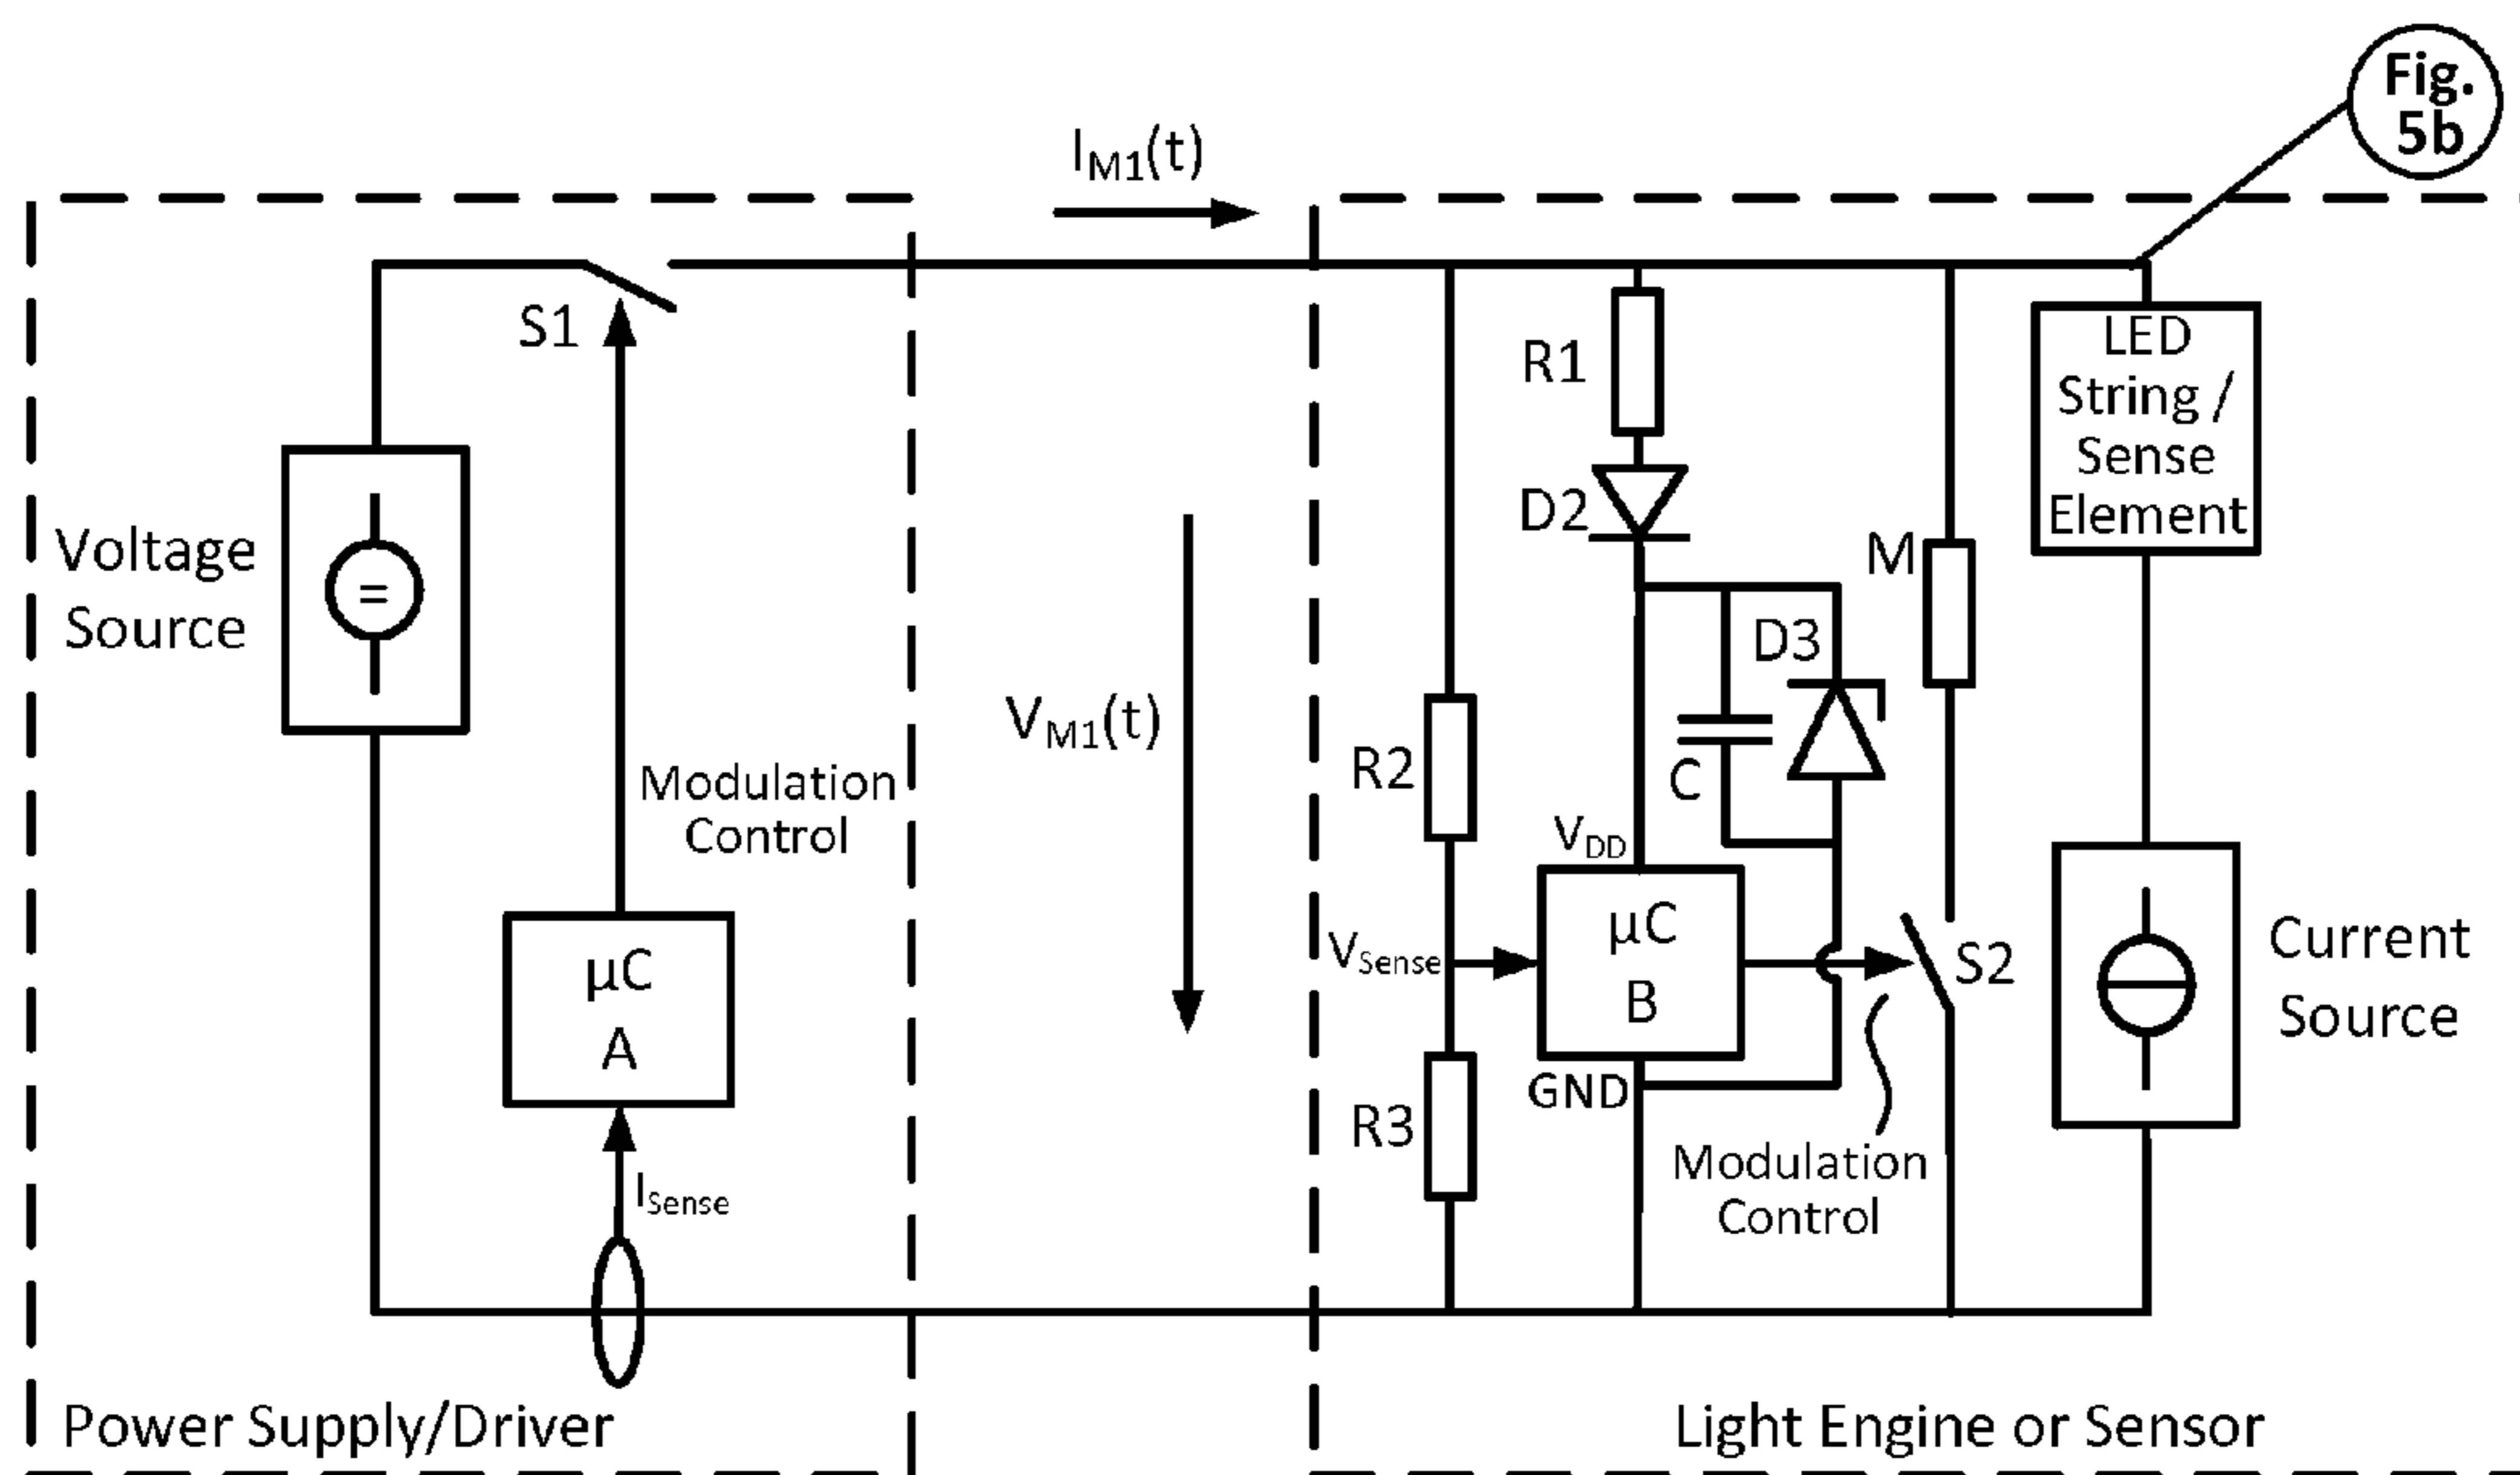 Fig.
5b
I_M1(t)
S1
R1
LED
String /
Sense
Element
D2
Voltage
Source
=
M
D3
V_M1(t)
R2
C
Modulation
Control
V_DD
µC
A
V_Sense
µC
B
S2
Current
Source
GND
R3
I_Sense
Modulation
Control
Power Supply/Driver
Light Engine or Sensor